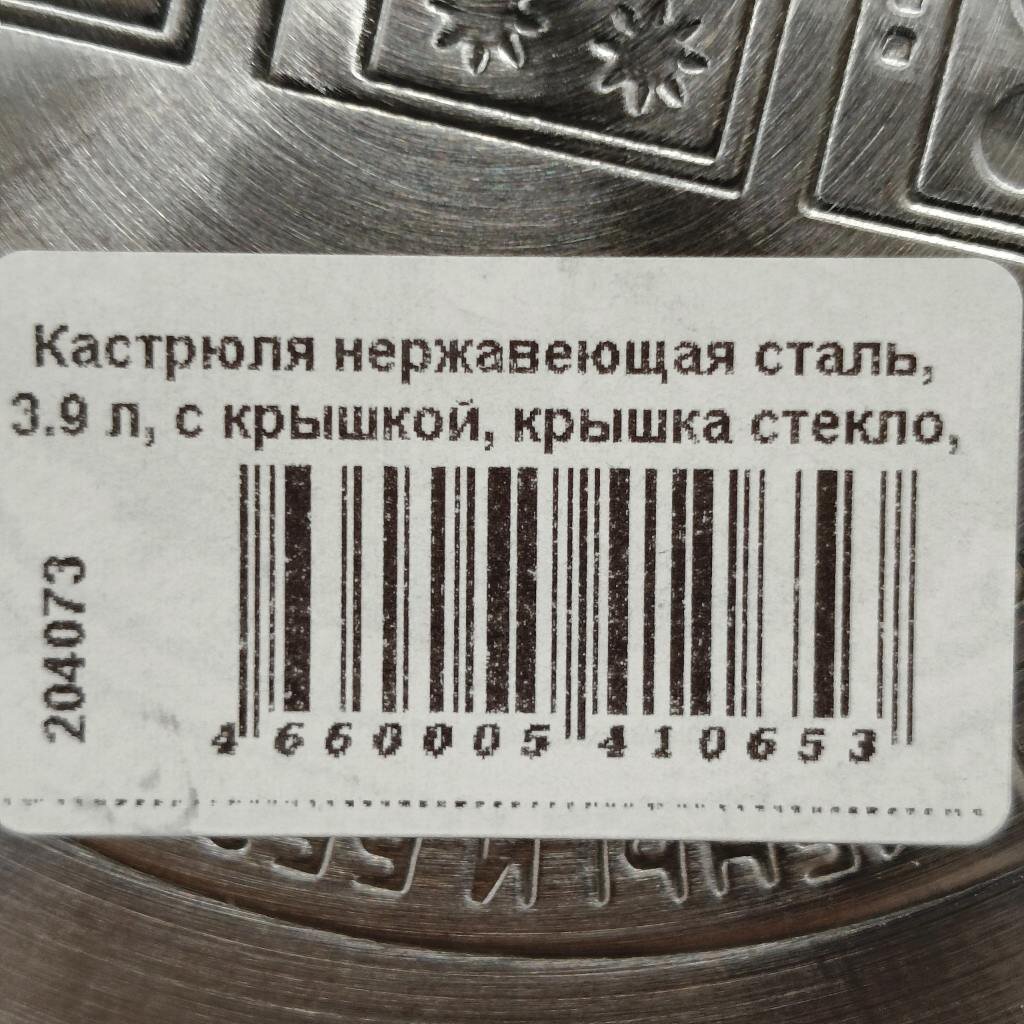 Кастрюля нержавеющая сталь,
3.9 л, с крышкой, крышка стекло,
204073
4 660005 410653